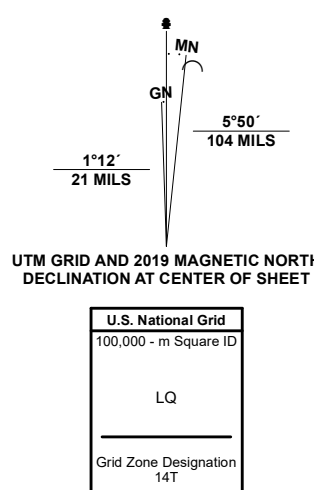 MN
GN
5°50´
104 MILS
1°12´
21 MILS
UTM GRID AND 2019 MAGNETIC NORTH
DECLINATION AT CENTER OF SHEET
U.S. National Grid
100,000 - m Square ID
LQ
Grid Zone Designation
14T